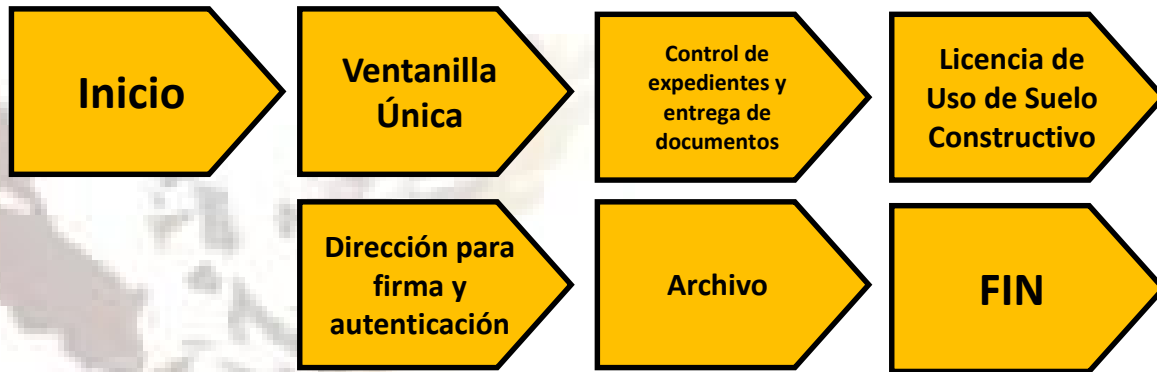 Inicio
Ventanilla
Única
Control de
expedientes y
entrega de
documentos
Licencia de
Uso de Suelo
Constructivo
Dirección para
firma y
autenticación
Archivo
FIN